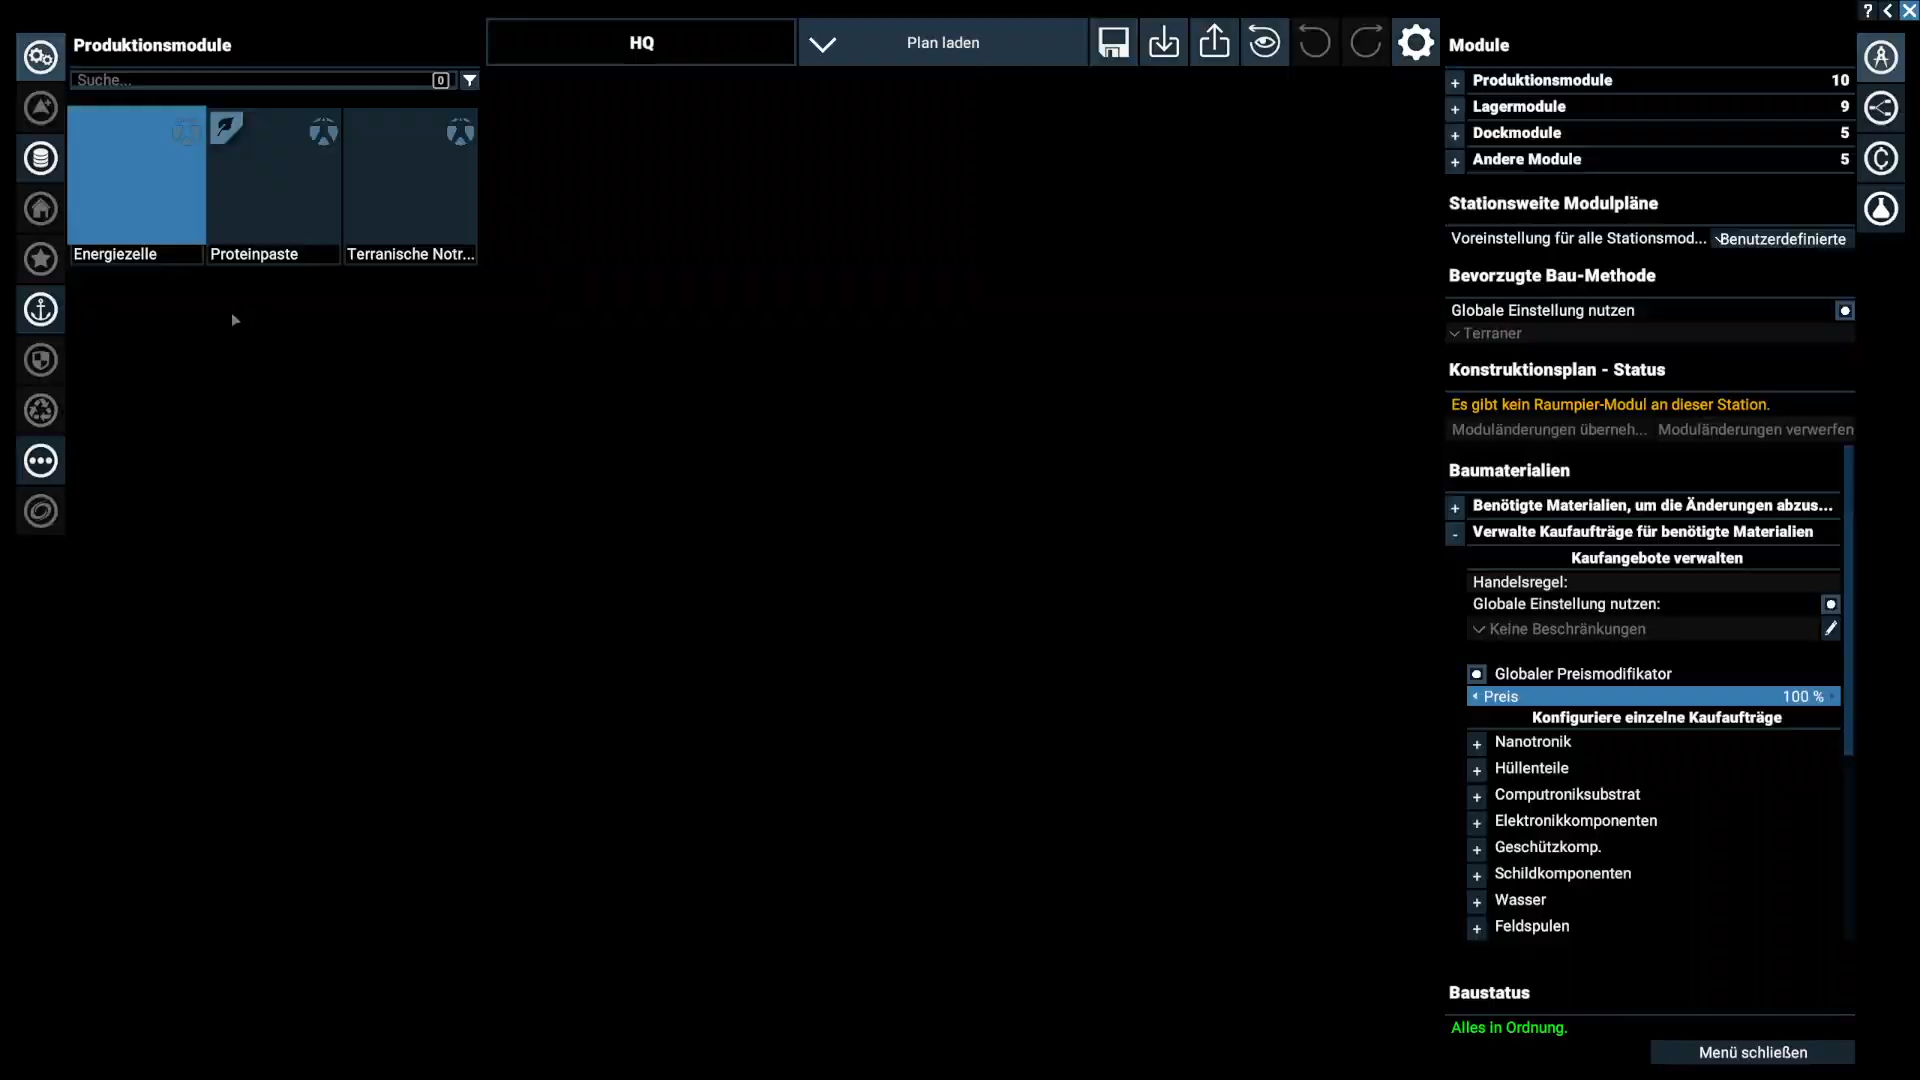 Produktionsmodule
Suche...
0
Energiezelle
Proteinpaste
Terranische Notr...
HQ
Plan laden
?
Module
+ Produktionsmodule 10
+ Lagermodule 9
+ Dockmodule 5
+ Andere Module 5
Stationsweite Modulpläne
Voreinstellung für alle Stationsmod... Benutzerdefinierte
Bevorzugte Bau-Methode
Globale Einstellung nutzen
Terraner
Konstruktionsplan - Status
Es gibt kein Raumpier-Modul an dieser Station.
Moduländerungen überneh... Moduländerungen verwerfen
Baumaterialien
+ Benötigte Materialien, um die Änderungen abzus...
- Verwalte Kaufaufträge für benötigte Materialien
Kaufangebote verwalten
Handelsregel:
Globale Einstellung nutzen:
Keine Beschränkungen
Globaler Preismodifikator
Preis 100 %
Konfiguriere einzelne Kaufaufträge
+ Nanotronik
+ Hüllenteile
+ Computroniksubstrat
+ Elektronikkomponenten
+ Geschützkomp.
+ Schildkomponenten
+ Wasser
+ Feldspulen
Baustatus
Alles in Ordnung.
Menü schließen